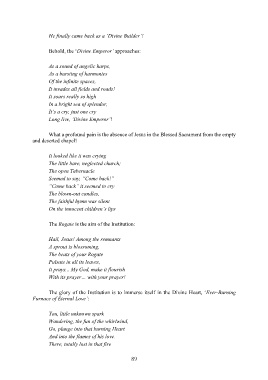 He finally came back as a 'Divine Builder'!
Behold, the 'Divine Emperor' approaches:
As a sound of angelic harps;
As a bursting of harmonies
Of the infinite spaces,
It invades all fields and roads!
It soars really so high
In a bright sea of splendor;
It's a cry, just one cry
Long live, 'Divine Emperor'!
What a profound pain is the absence of Jesus in the Blessed Sacrament from the empty
and deserted chapel!
It looked like it was crying
The little bare, neglected church;
The open Tabernacle
Seemed to say: "Come back!"
"Come back" it seemed to cry
The blown-out candles,
The faithful hymn was silent
On the innocent children's lips
The Rogate is the aim of the Institution:
Hail, Jesus! Among the remnants
A sprout is blossoming,
The beats of your Rogate
Pulsate in all its leaves,
It prays... My God, make it flourish
With its prayer... with your prayer!
The glory of the Institution is to immerse itself in the Divine Heart, 'Ever-Burning
Furnace of Eternal Love':
You, little unknown spark
Wandering, the fan of the whirlwind,
Go, plunge into that burning Heart
And into the flames of his love
There, totally lost in that fire
89